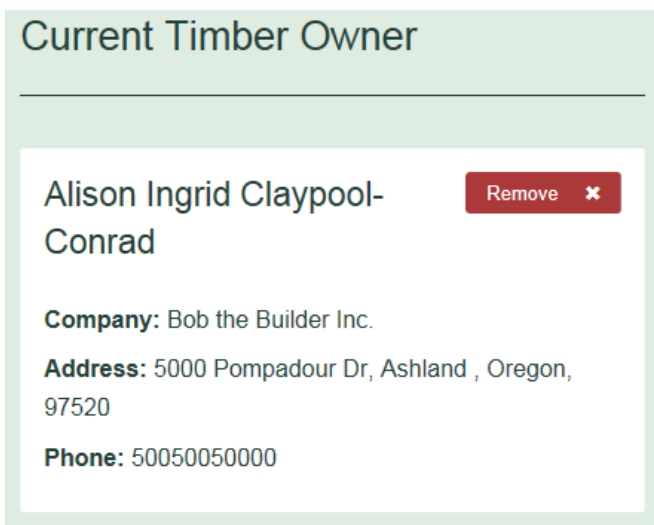 Current Timber Owner
Alison Ingrid Claypool-
Conrad
Remove ✖
Company: Bob the Builder Inc.
Address: 5000 Pompadour Dr, Ashland , Oregon,
97520
Phone: 50050050000